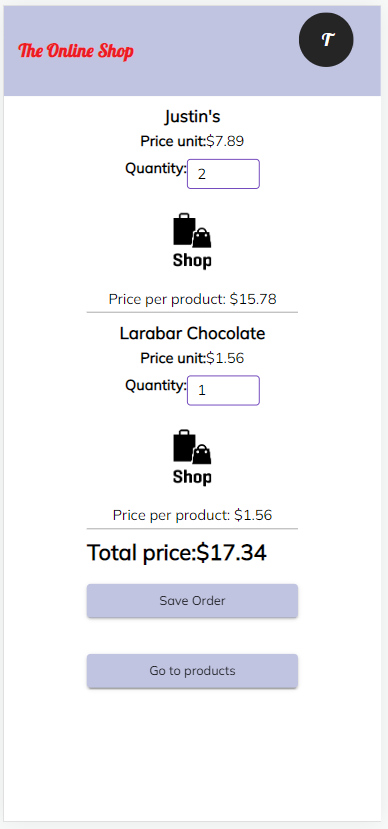 The Online Shop
T
Justin's
Price unit:$7.89
Quantity: 2
Shop
Price per product: $15.78
Larabar Chocolate
Price unit:$1.56
Quantity: 1
Shop
Price per product: $1.56
Total price:$17.34
Save Order
Go to products